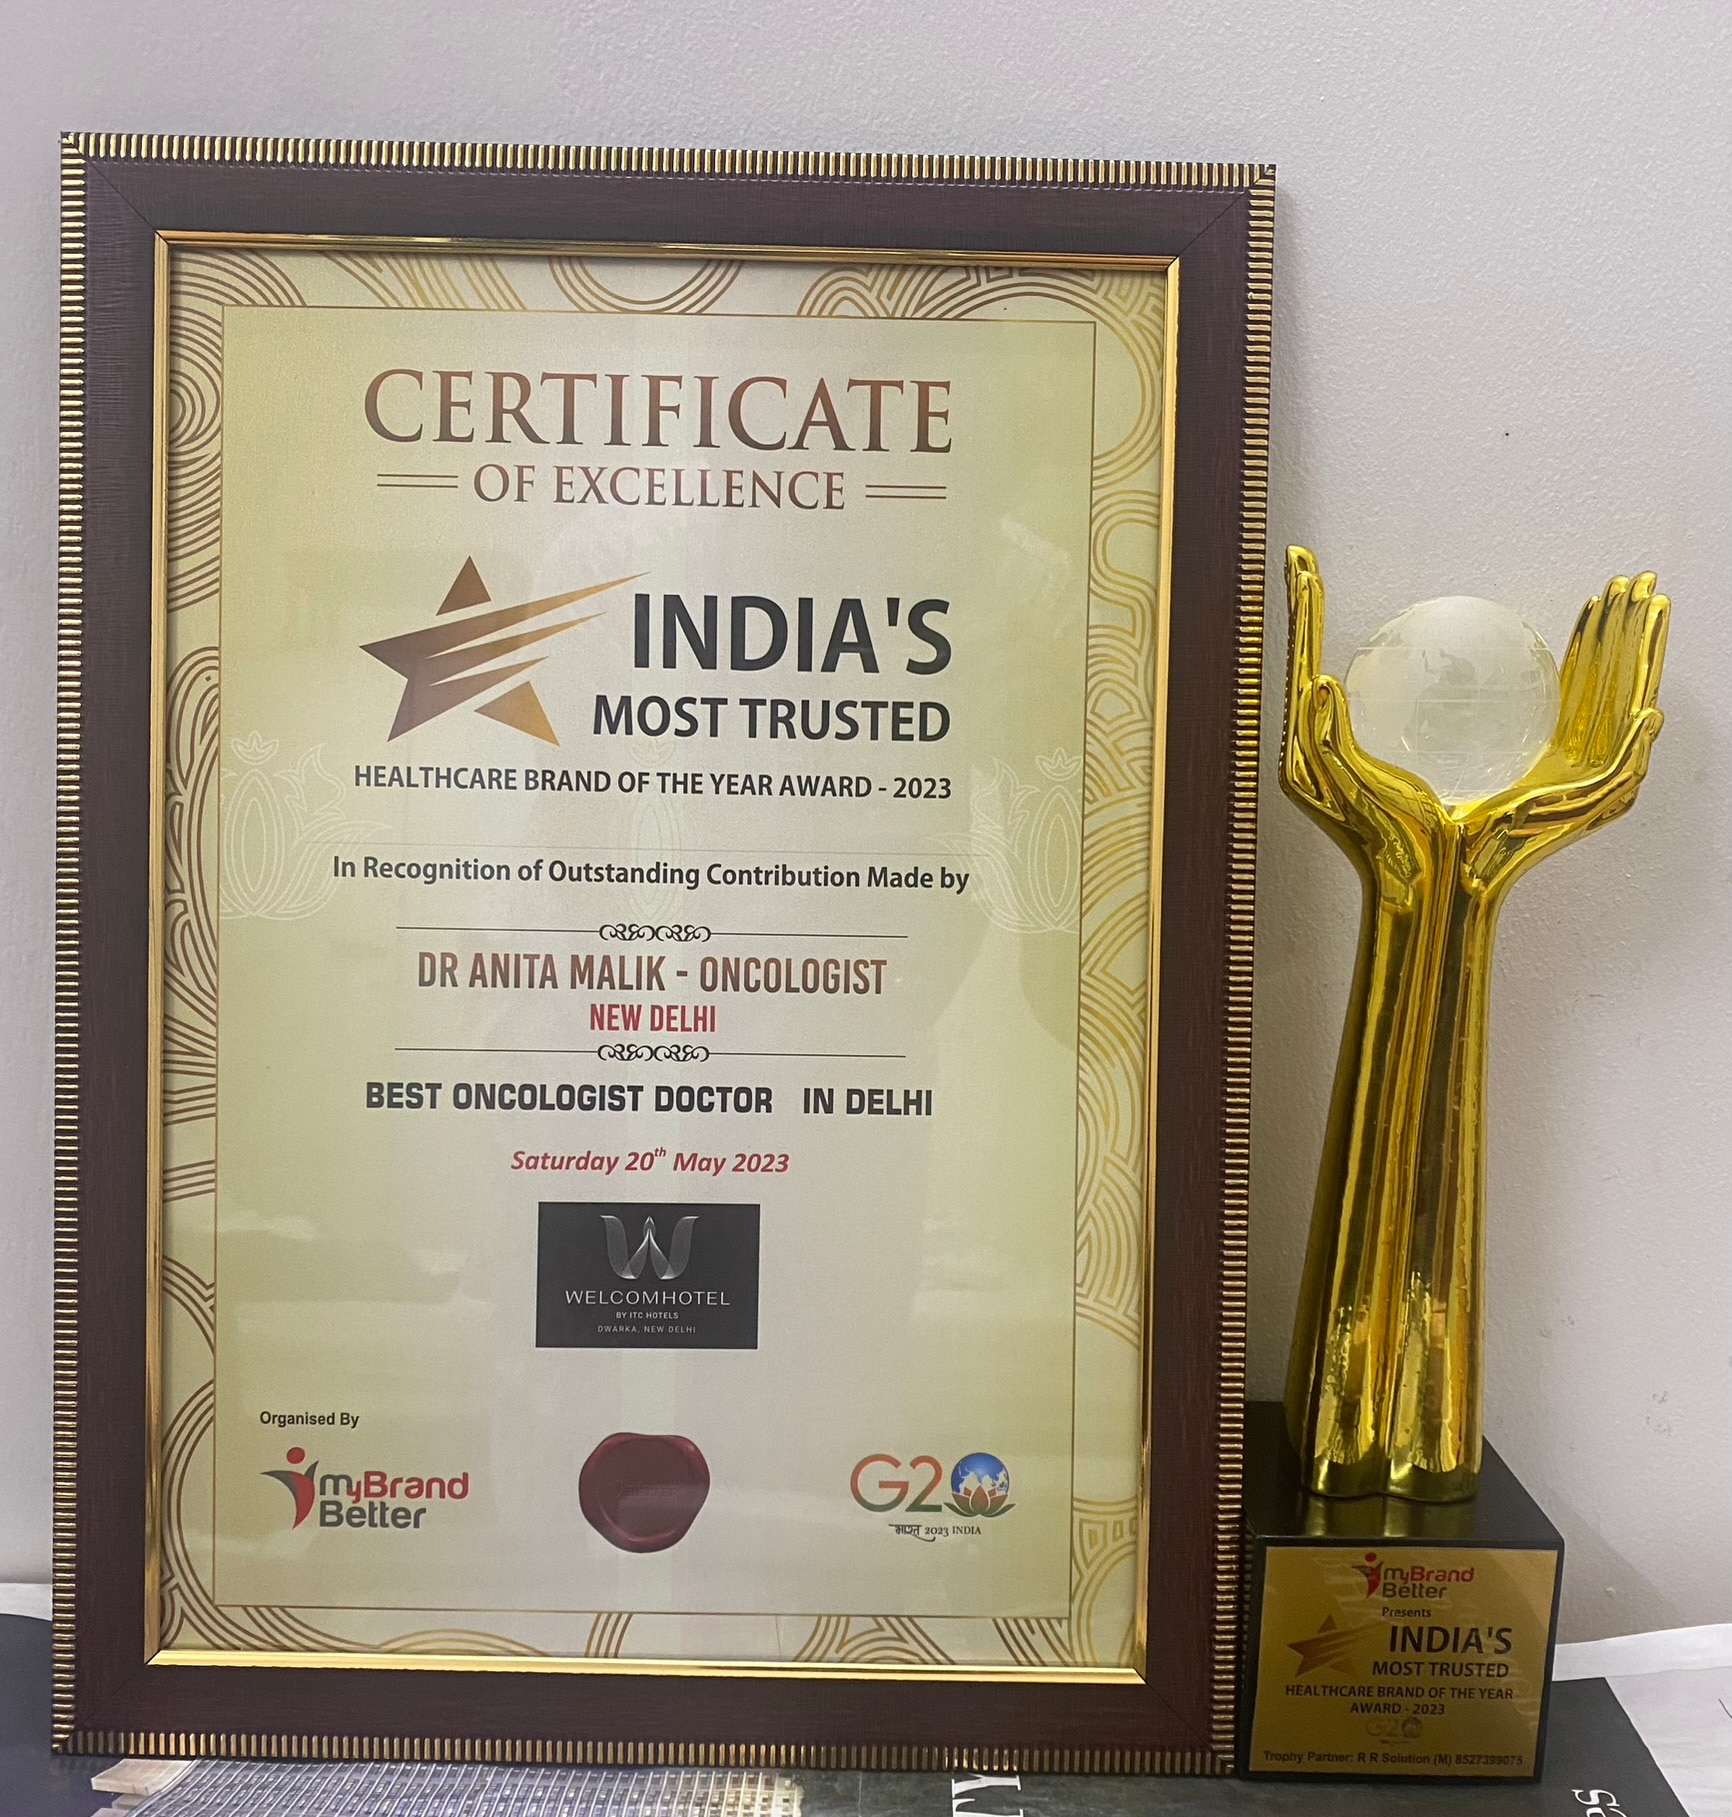 CERTIFICATE
OF EXCELLENCE
INDIA'S
MOST TRUSTED
HEALTHCARE BRAND OF THE YEAR AWARD - 2023
In Recognition of Outstanding Contribution Made by
DR ANITA MALIK - ONCOLOGIST
NEW DELHI
BEST ONCOLOGIST DOCTOR IN DELHI
Saturday 20th May 2023
WELCOMHOTEL
BY ITC HOTELS
DWARKA, NEW DELHI
Organised By
myBrand
Better
G20
भारत 2023 INDIA
myBrand
Better
Presents
INDIA'S
MOST TRUSTED
HEALTHCARE BRAND OF THE YEAR
AWARD - 2023
G20
Trophy Partner: R R Solution (M) 8527399075